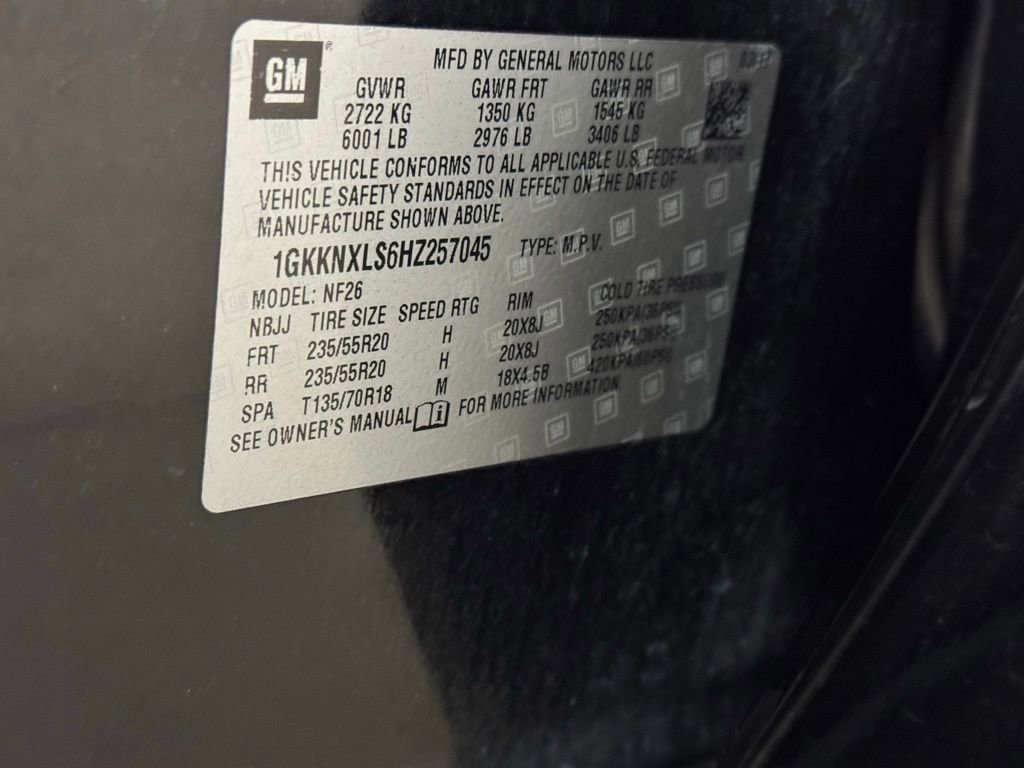 GM
MFD BY GENERAL MOTORS LLC
GVWR GAWR FRT GAWR RR
2722 KG 1350 KG 1545 KG
6001 LB 2976 LB 3406 LB
THIS VEHICLE CONFORMS TO ALL APPLICABLE U.S. FEDERAL MOTOR
VEHICLE SAFETY STANDARDS IN EFFECT ON THE DATE OF
MANUFACTURE SHOWN ABOVE.
1GKKNXLS6HZ257045 TYPE: M.P.V.
MODEL: NF26
NBJJ TIRE SIZE SPEED RTG RIM COLD TIRE PRESSURE
FRT 235/55R20 H 20X8J 250KPA/36PSI
RR 235/55R20 H 20X8J 250KPA/36PSI
SPA T135/70R18 M 18X4.5B 420KPA/60PSI
SEE OWNER'S MANUAL FOR MORE INFORMATION